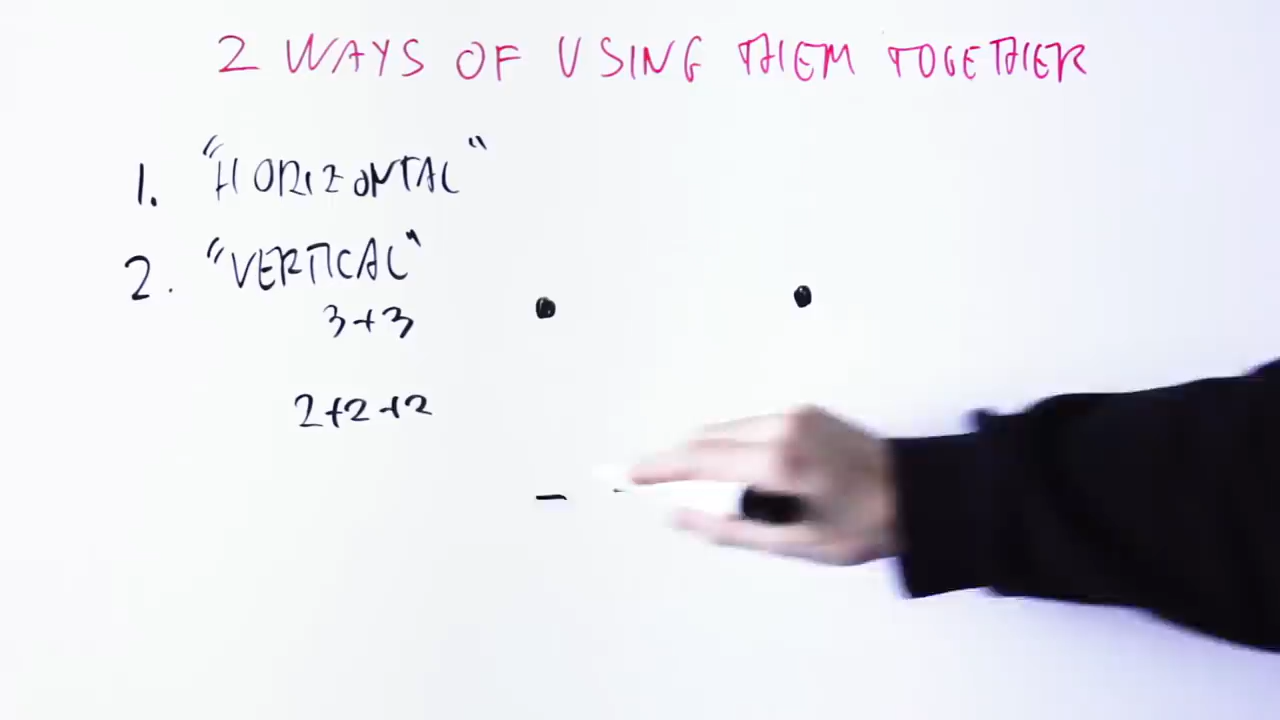 2 WAYS OF USING THEM TOGETHER
1. "HORIZONTAL"
2. "VERTICAL"
3+3
2+2+2